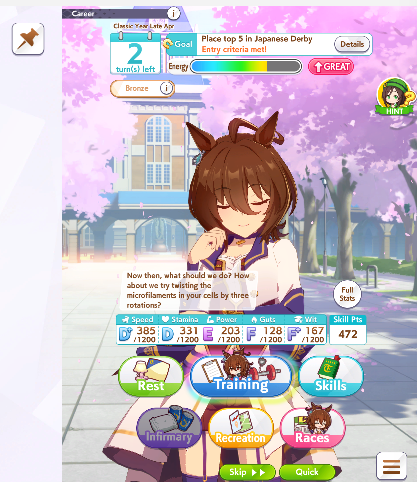 Career
i
Classic Year Late Apr
2
turn(s) left
Goal
Place top 5 in Japanese Derby
Entry criteria met!
Details
Energy
GREAT
Bronze
i
HINT
Now then, what should we do? How
about we try twisting the
microfilaments in your cells by three
rotations?
Full
Stats
Speed Stamina Power Guts Wit Skill Pts
D+ 385 /1200
D 331 /1200
E 203 /1200
F 128 /1200
F+ 167 /1200
472
Rest
Training
Skills
Infirmary
Recreation
Races
Skip
Quick